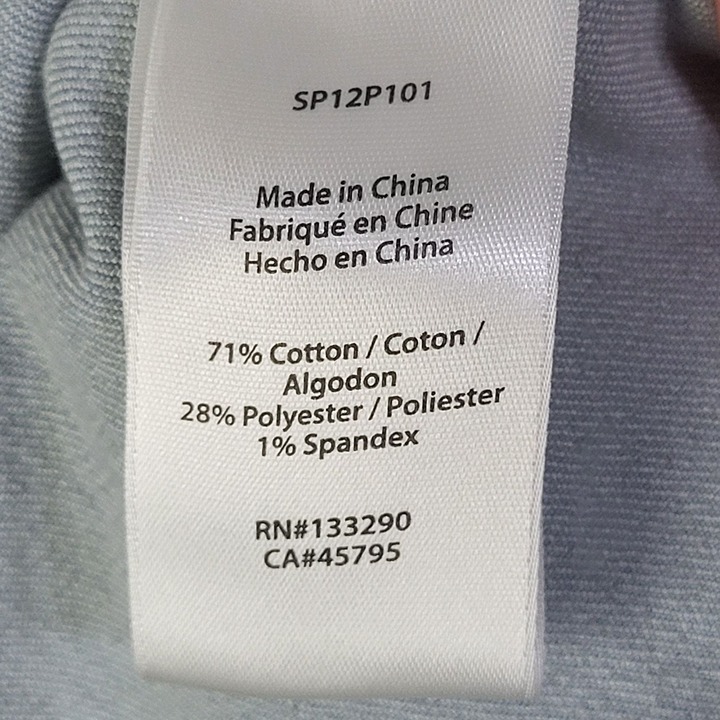 SP12P101
Made in China
Fabriqué en Chine
Hecho en China
71% Cotton / Coton /
Algodon
28% Polyester / Poliester
1% Spandex
RN#133290
CA#45795